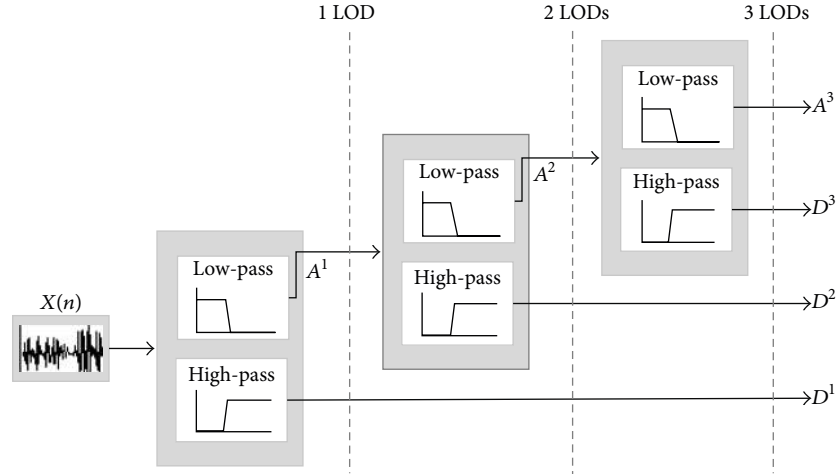 1 LOD
2 LODs
3 LODs
Low-pass
A³
High-pass
D³
Low-pass
A²
High-pass
D²
Low-pass
A¹
High-pass
D¹
X(n)